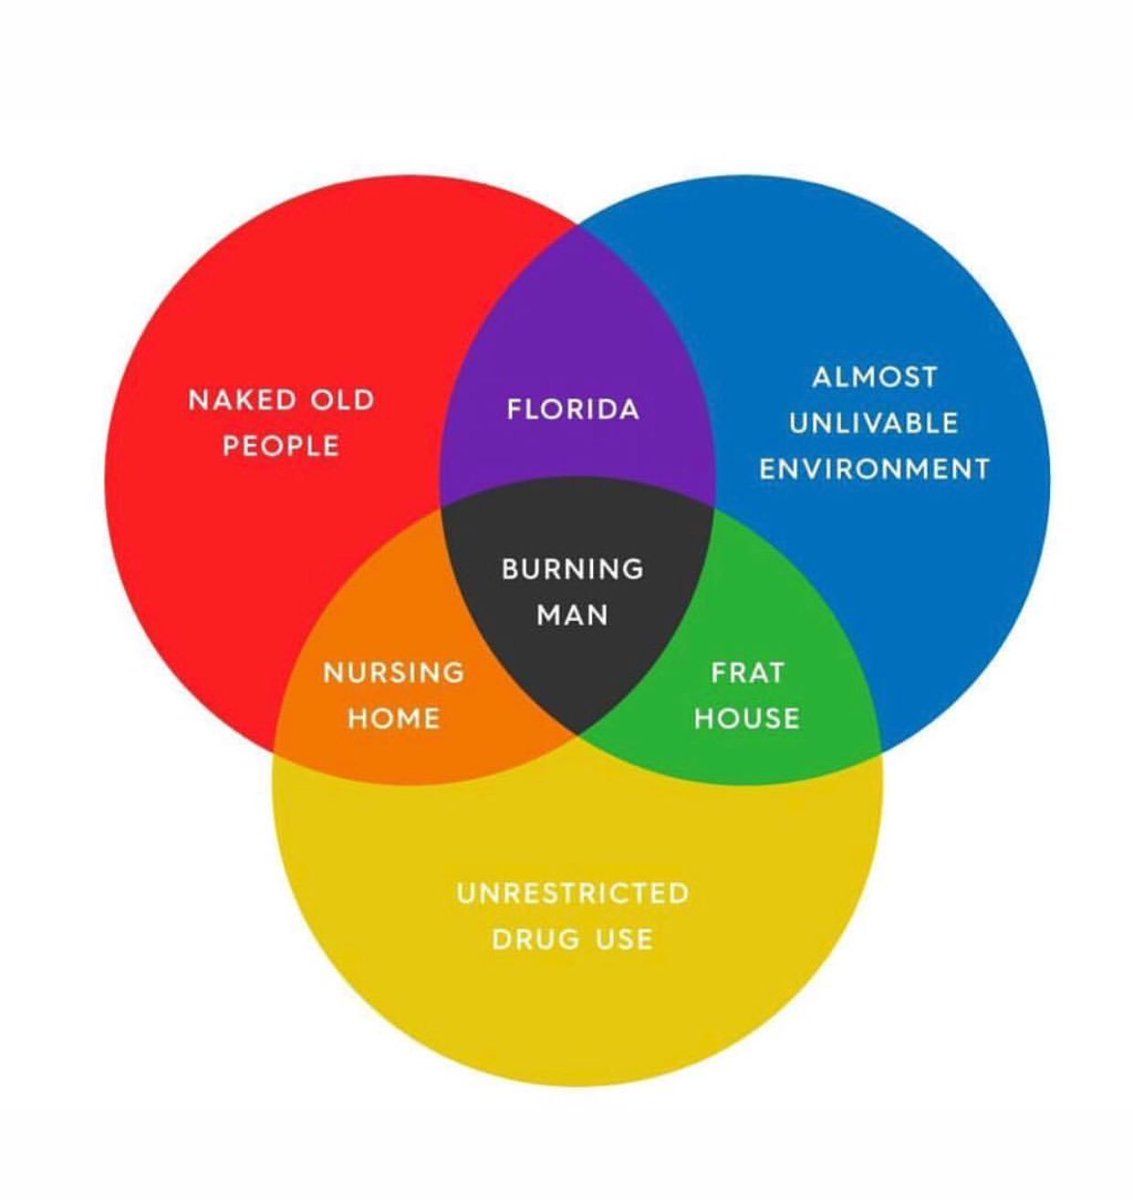 NAKED OLD
PEOPLE
FLORIDA
ALMOST
UNLIVABLE
ENVIRONMENT
BURNING
MAN
NURSING
HOME
FRAT
HOUSE
UNRESTRICTED
DRUG USE